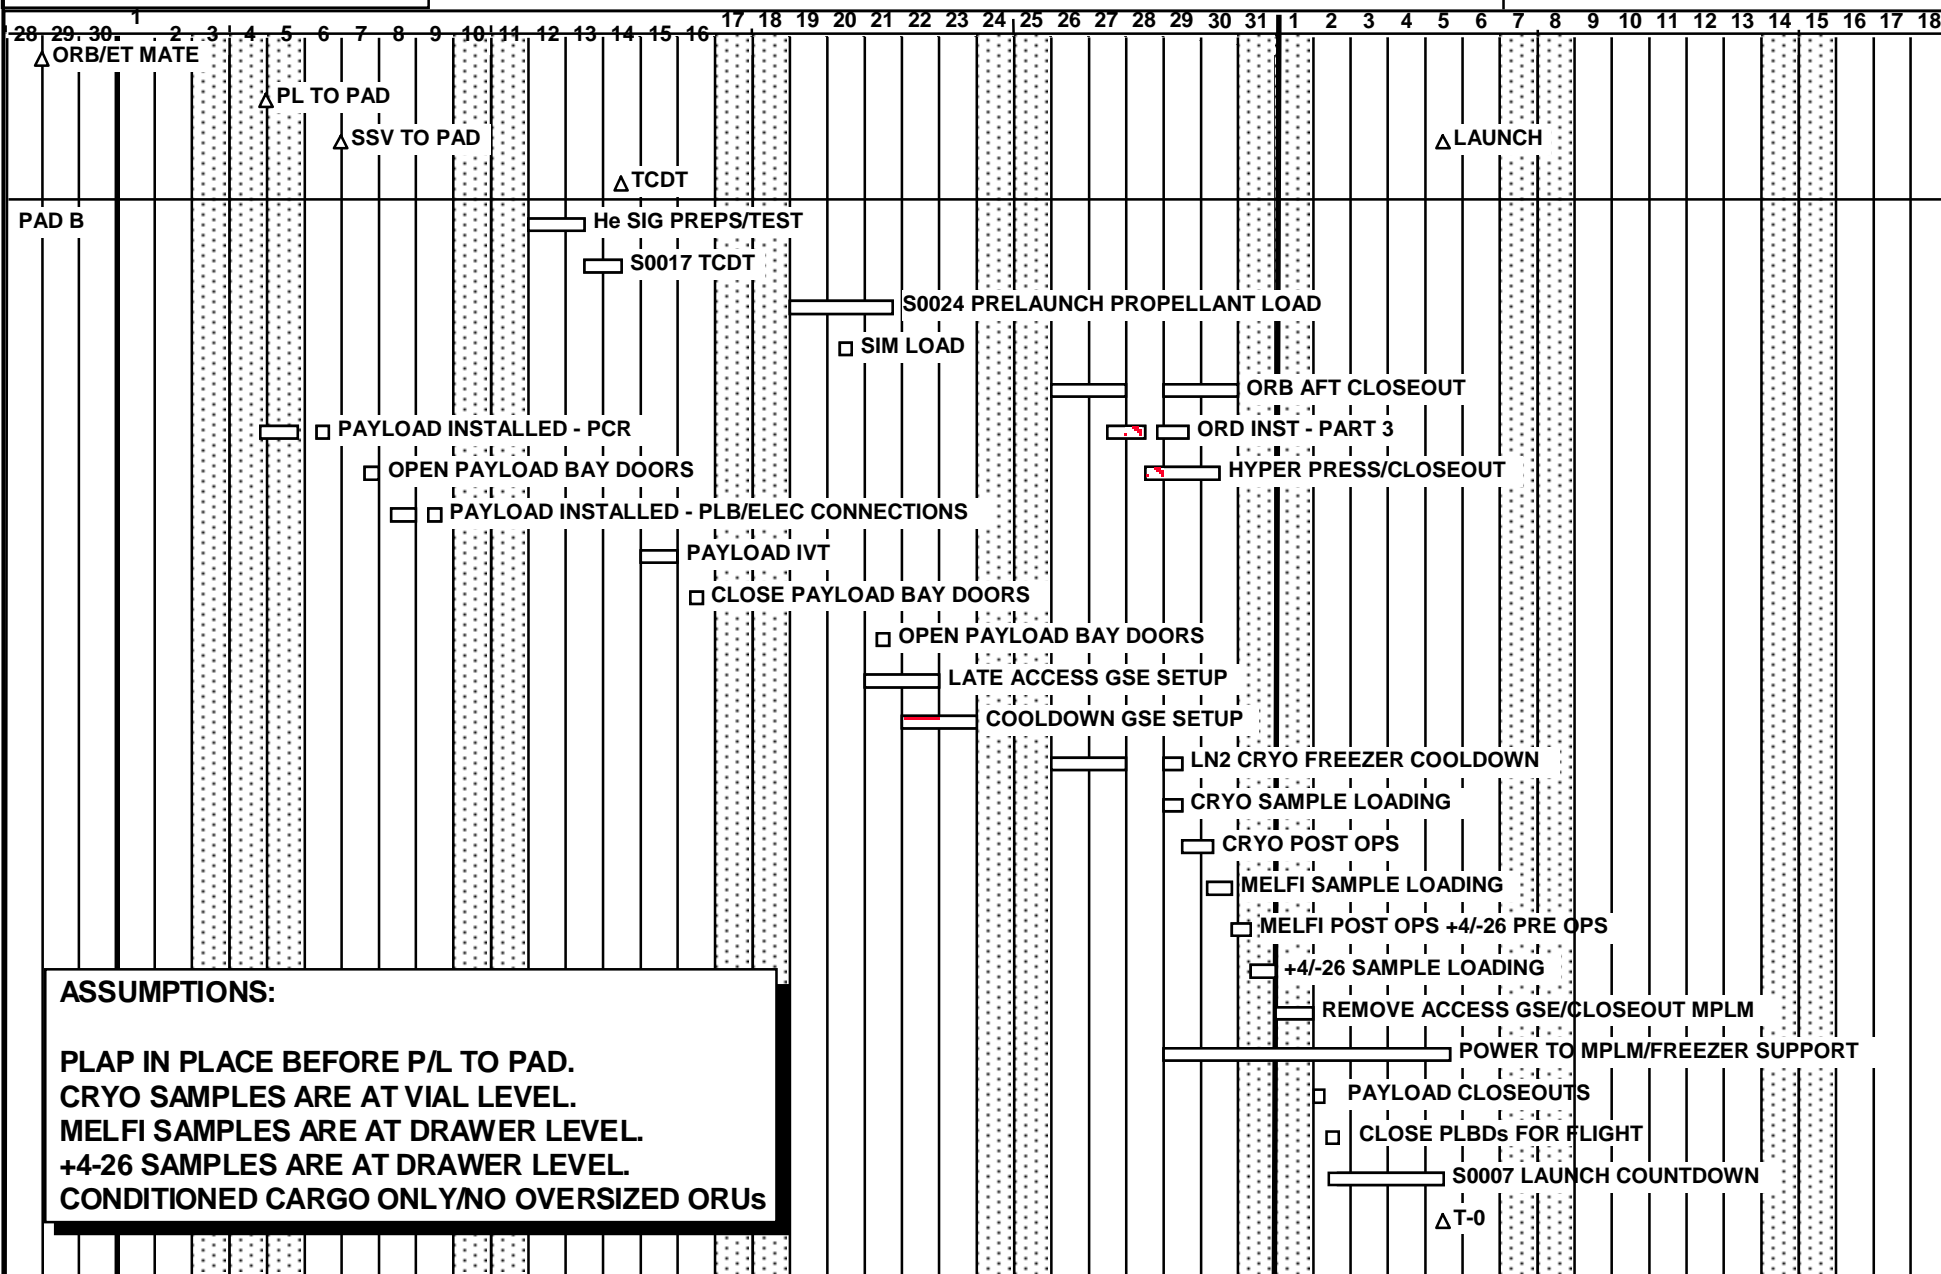 1
17 18 19 20 21 22 23 24 25 26 27 28 29 30 31 1 2 3 4 5 6 7 8 9 10 11 12 13 14 15 16 17 18
28 29 30 2 3 4 5 6 7 8 9 10 11 12 13 14 15 16
ORB/ET MATE
PL TO PAD
SSV TO PAD
LAUNCH
TCDT
PAD B
He SIG PREPS/TEST
S0017 TCDT
S0024 PRELAUNCH PROPELLANT LOAD
SIM LOAD
ORB AFT CLOSEOUT
PAYLOAD INSTALLED - PCR
ORD INST - PART 3
OPEN PAYLOAD BAY DOORS
HYPER PRESS/CLOSEOUT
PAYLOAD INSTALLED - PLB/ELEC CONNECTIONS
PAYLOAD IVT
CLOSE PAYLOAD BAY DOORS
OPEN PAYLOAD BAY DOORS
LATE ACCESS GSE SETUP
COOLDOWN GSE SETUP
LN2 CRYO FREEZER COOLDOWN
CRYO SAMPLE LOADING
CRYO POST OPS
MELFI SAMPLE LOADING
MELFI POST OPS +4/-26 PRE OPS
+4/-26 SAMPLE LOADING
REMOVE ACCESS GSE/CLOSEOUT MPLM
POWER TO MPLM/FREEZER SUPPORT
PAYLOAD CLOSEOUTS
CLOSE PLBDs FOR FLIGHT
S0007 LAUNCH COUNTDOWN
T-0
ASSUMPTIONS:
PLAP IN PLACE BEFORE P/L TO PAD.
CRYO SAMPLES ARE AT VIAL LEVEL.
MELFI SAMPLES ARE AT DRAWER LEVEL.
+4-26 SAMPLES ARE AT DRAWER LEVEL.
CONDITIONED CARGO ONLY/NO OVERSIZED ORUs